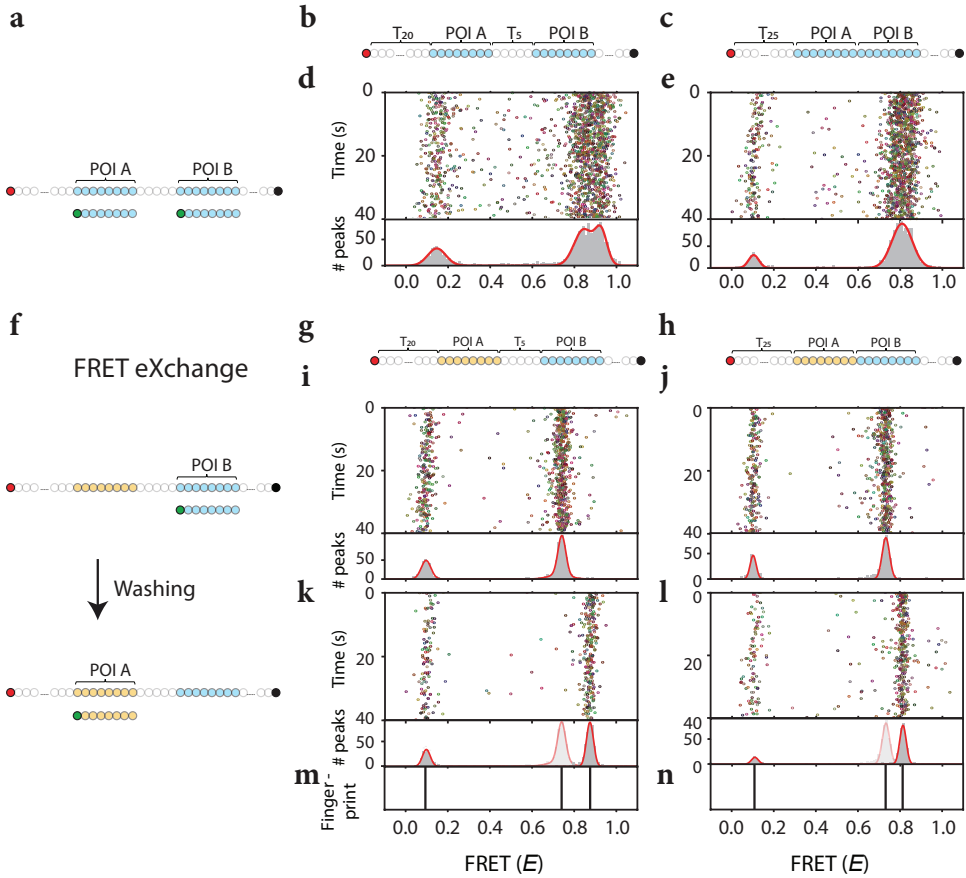 a
POI A POI B
b
T20 POI A T5 POI B
c
T25 POI A POI B
d
Time (s)
0
20
40
# peaks
50
0
0.0 0.2 0.4 0.6 0.8 1.0
e
0
20
40
50
0
0.0 0.2 0.4 0.6 0.8 1.0
f
FRET eXchange
POI B
Washing
POI A
g
T20 POI A T5 POI B
h
T25 POI A POI B
i
Time (s)
0
20
40
# peaks
50
0
j
0
20
40
50
0
k
Time (s)
0
20
40
# peaks
50
0
l
0
20
40
50
0
m
Finger-
print
0.0 0.2 0.4 0.6 0.8 1.0
FRET (E)
n
0.0 0.2 0.4 0.6 0.8 1.0
FRET (E)